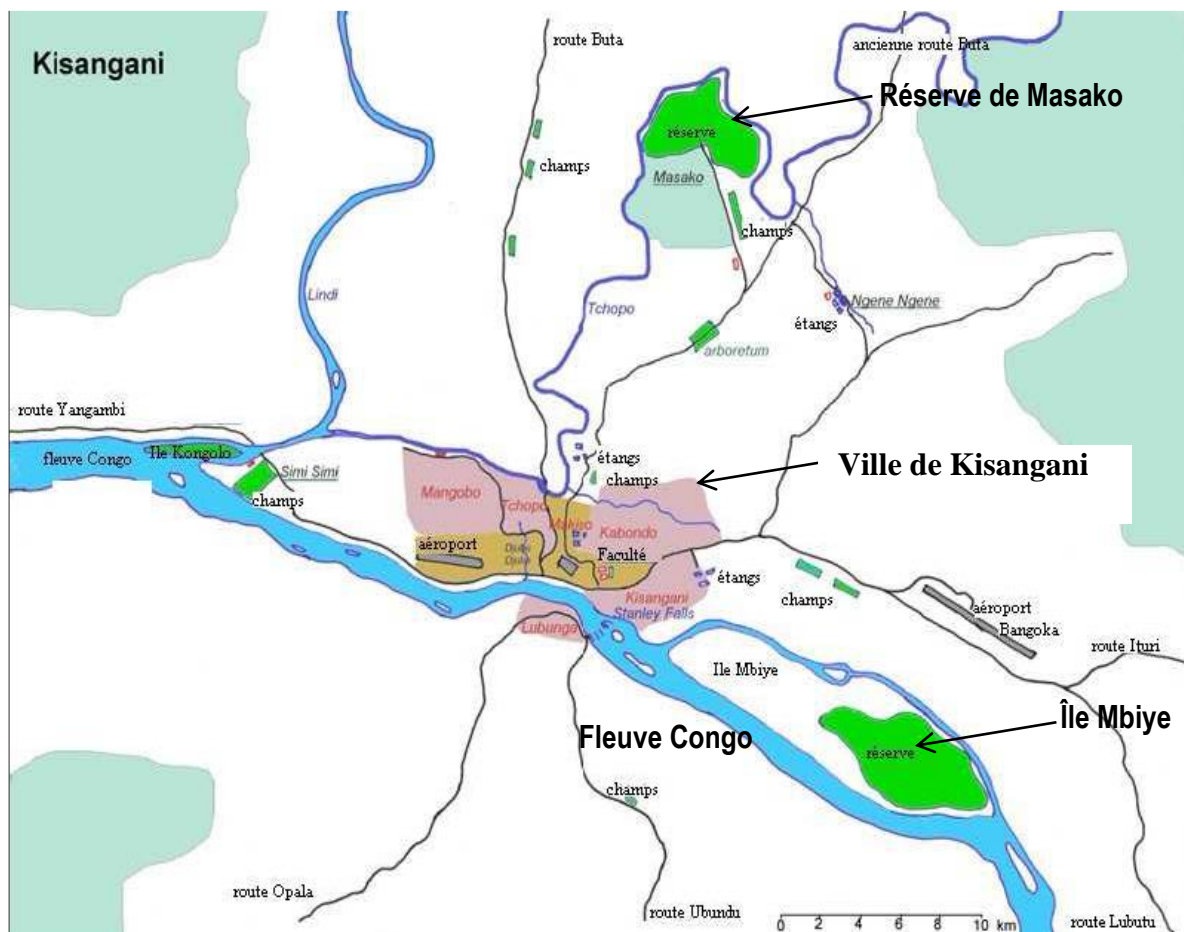 route Buta
ancienne route Buta
Kisangani
Réserve de Masako
réserve
champs
Masako
champs
Lindi
Tchopo
Ngene Ngene
étangs
arboretum
route Yangambi
Ile Kongolo
fleuve Congo
Simi Simi
champs
étangs
champs
Ville de Kisangani
Mangobo
Tchopo
Makiso
Kabondo
aéroport
Faculté
étangs
champs
Kisangani
Stanley Falls
Lubunga
aéroport
Bangoka
route Ituri
Ile Mbiye
Île Mbiye
Fleuve Congo
réserve
champs
route Opala
route Ubundu
0 2 4 6 8 10 km
route Lubutu